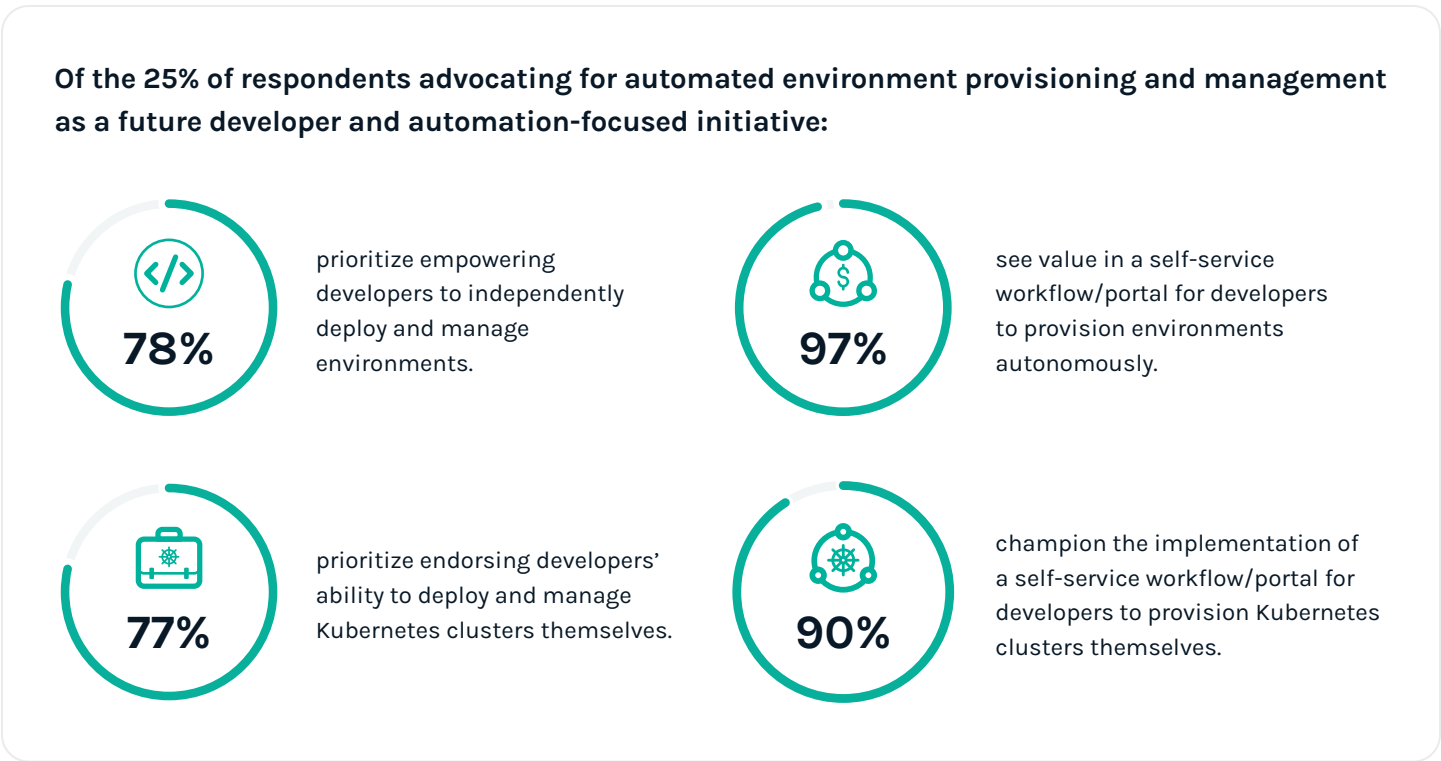 Of the 25% of respondents advocating for automated environment provisioning and management
as a future developer and automation-focused initiative:
</>
78%
prioritize empowering
developers to independently
deploy and manage
environments.
$
97%
see value in a self-service
workflow/portal for developers
to provision environments
autonomously.
77%
prioritize endorsing developers’
ability to deploy and manage
Kubernetes clusters themselves.
90%
champion the implementation of
a self-service workflow/portal for
developers to provision Kubernetes
clusters themselves.